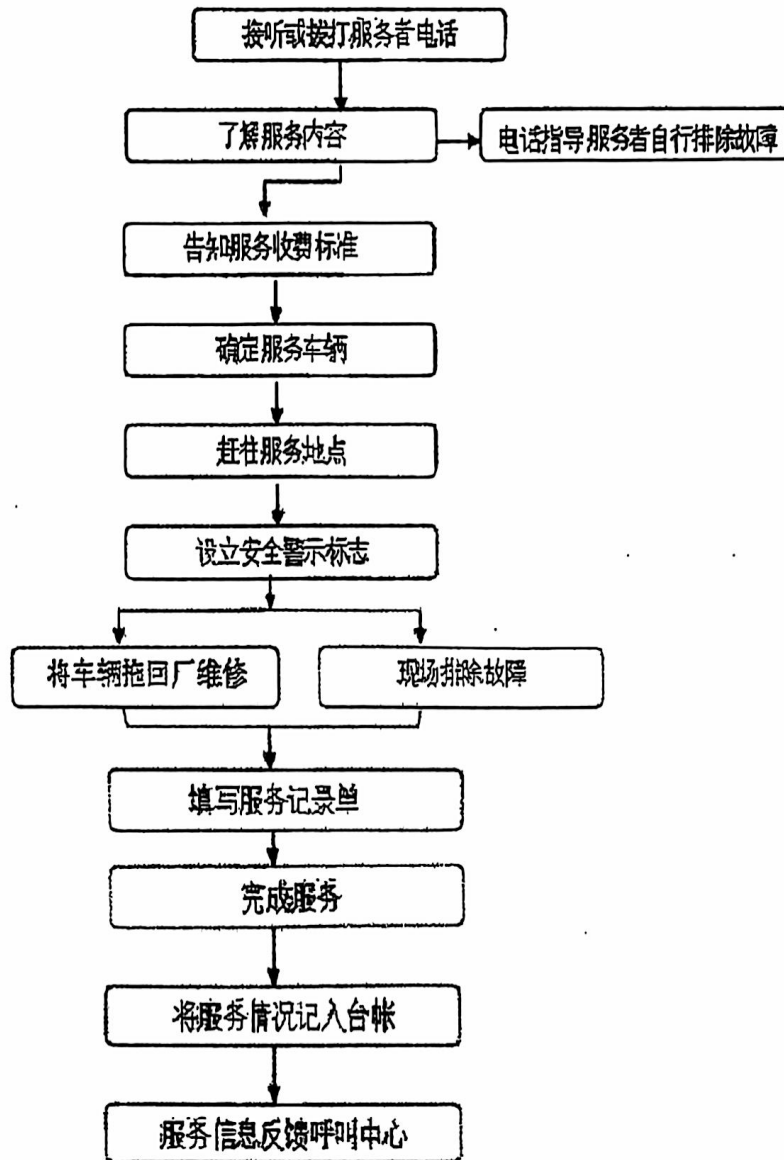 接听或拨打服务者电话
了解服务内容
电话指导服务者自行排除故障
告知服务收费标准
确定服务车辆
赶往服务地点
设立安全警示标志
将车辆拖回厂维修
现场排除故障
填写服务记录单
完成服务
将服务情况记入台帐
服务信息反馈呼叫中心